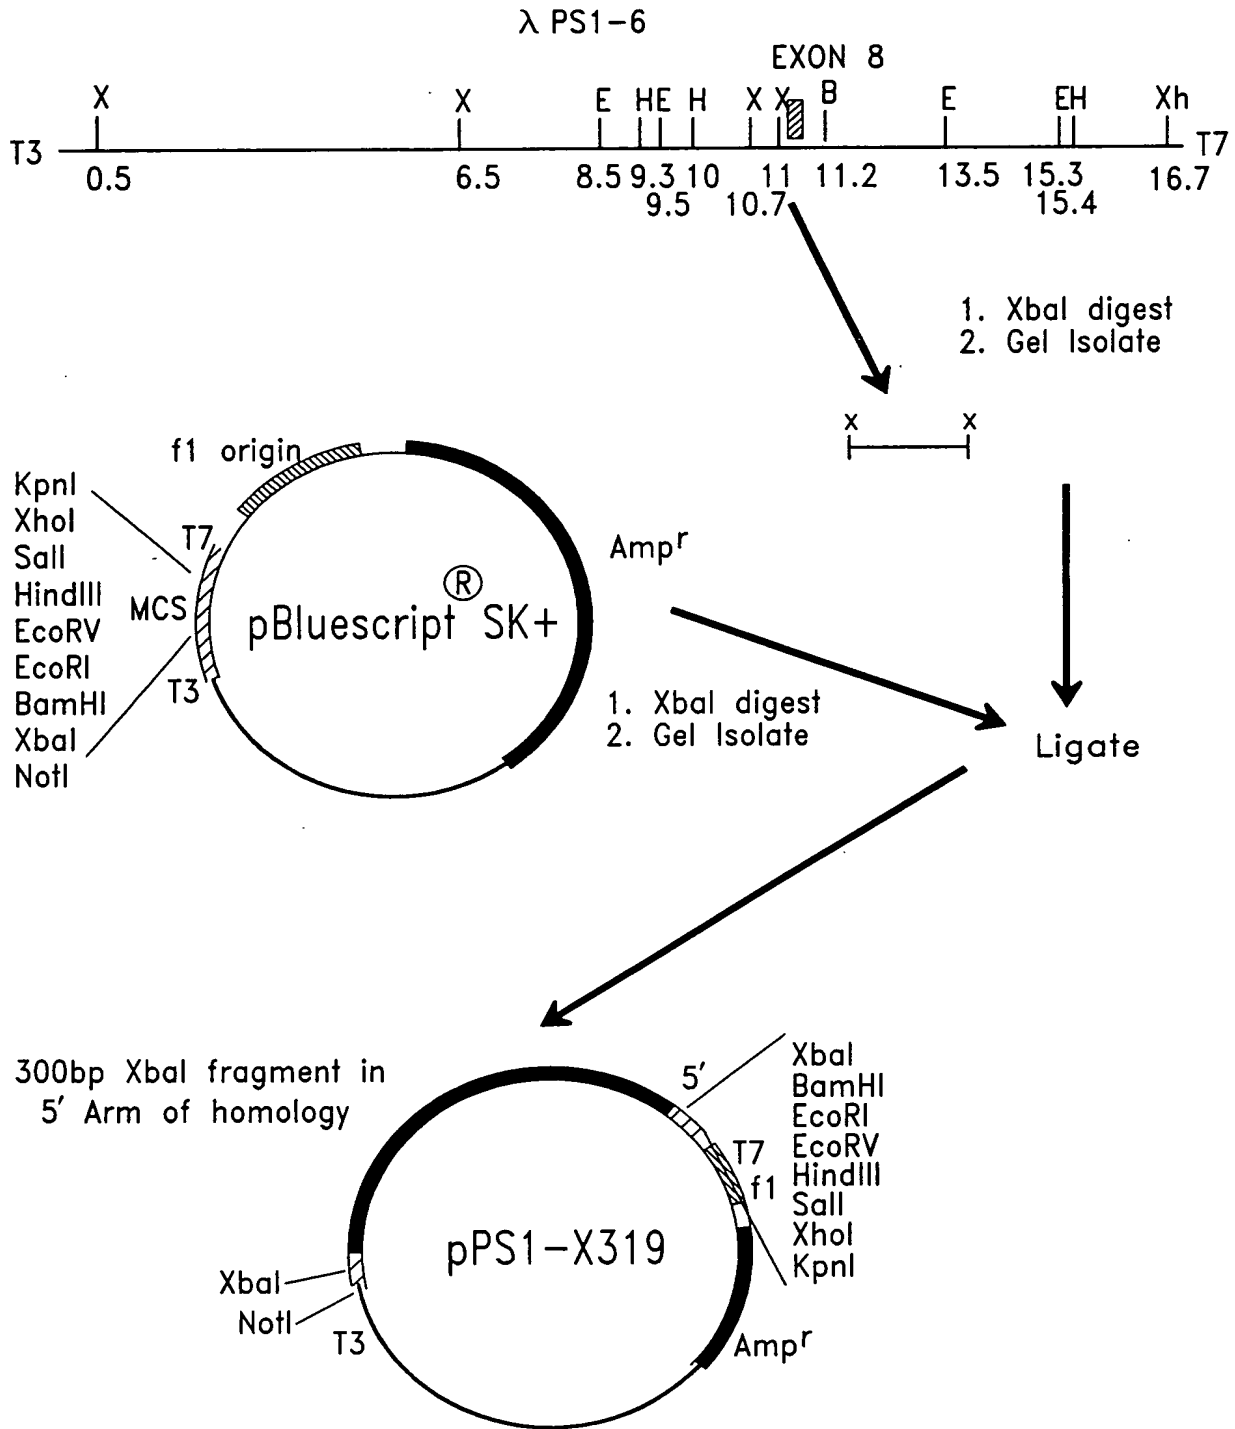 λ PS1-6
EXON 8
X X E H E H X X B E E H Xh
T3 T7
0.5 6.5 8.5 9.3 10 11 11.2 13.5 15.3 16.7
9.5 10.7 15.4
1. XbaI digest
2. Gel Isolate
x x
f1 origin
KpnI
XhoI
SalI
HindIII
EcoRV
EcoRI
BamHI
XbaI
NotI
T7
MCS
T3
pBluescript® SK+
Ampr
1. XbaI digest
2. Gel Isolate
Ligate
300bp XbaI fragment in
5′ Arm of homology
5′
XbaI
BamHI
EcoRI
EcoRV
HindIII
SalI
XhoI
KpnI
T7
f1
pPS1-X319
XbaI
NotI
T3
Ampr